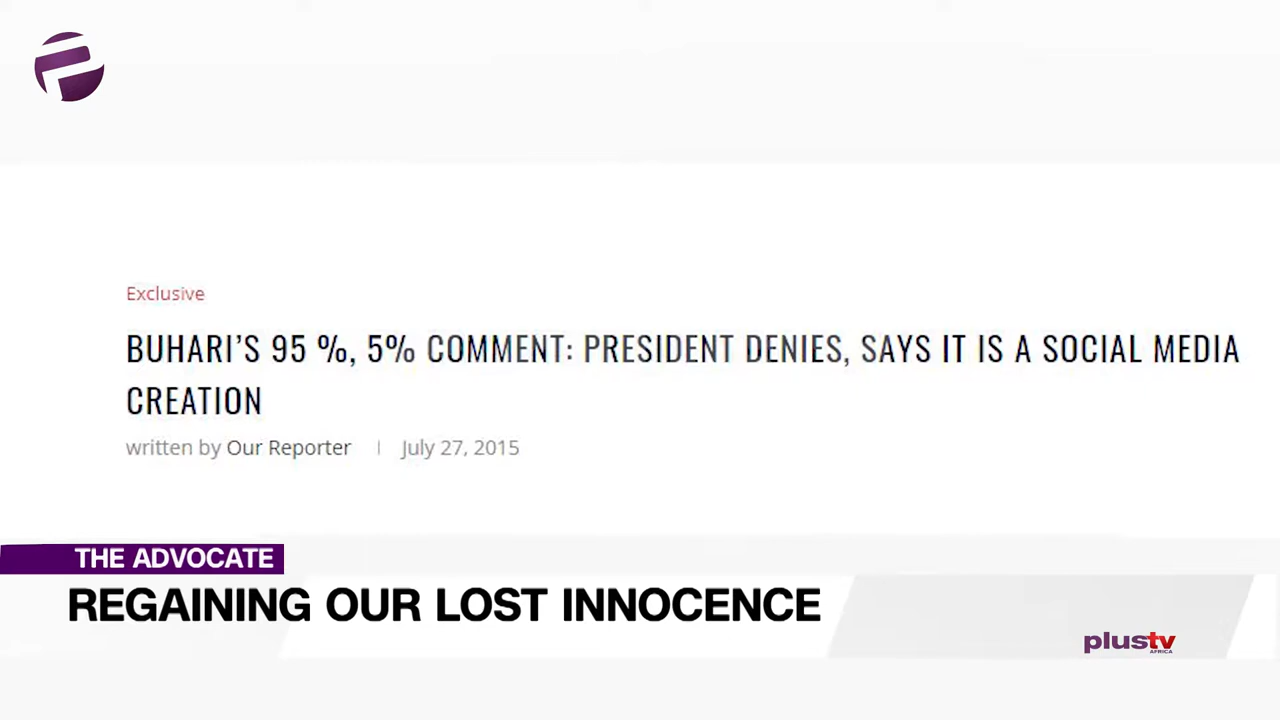 Exclusive
BUHARI’S 95 %, 5% COMMENT: PRESIDENT DENIES, SAYS IT IS A SOCIAL MEDIA
CREATION
written by Our Reporter | July 27, 2015
THE ADVOCATE
REGAINING OUR LOST INNOCENCE
plustv
AFRICA